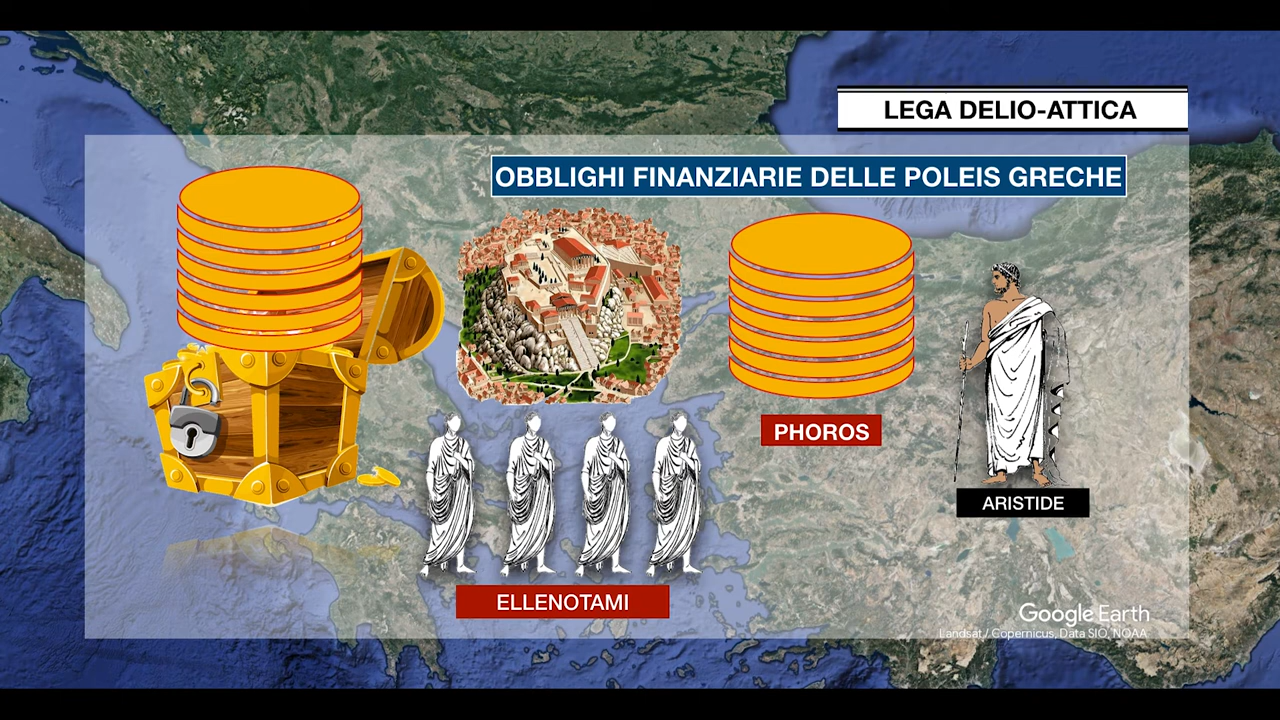 LEGA DELIO-ATTICA
OBBLIGHI FINANZIARIE DELLE POLEIS GRECHE
PHOROS
ARISTIDE
ELLENOTAMI
Google Earth
Landsat / Copernicus, Data SIO, NOAA